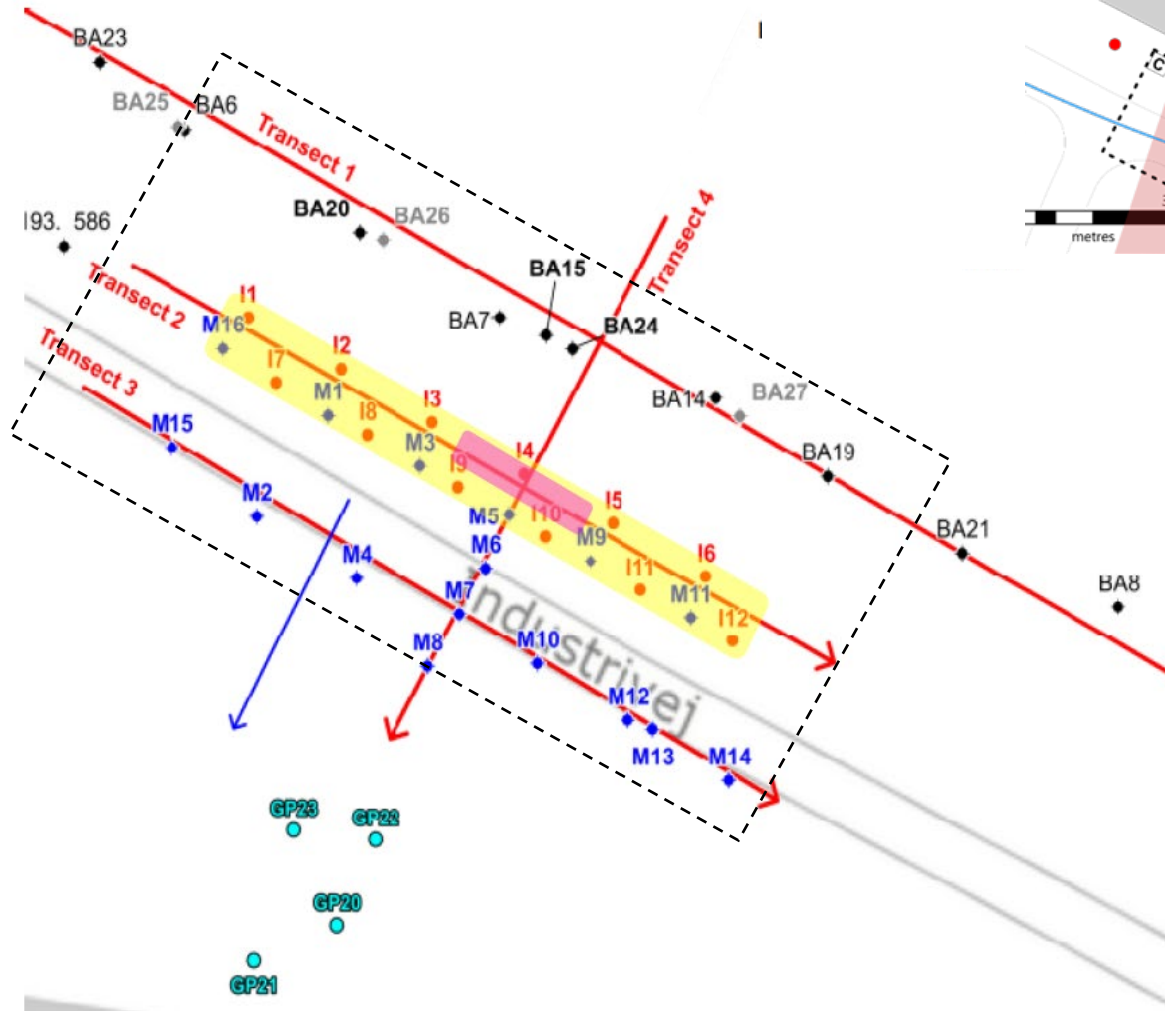 BA23
BA25
BA6
Transect 1
BA20
BA26
193. 586
Transect 4
BA15
BA7
BA24
Transect 2
I1
M16
I7
I2
M1
I8
I3
M3
I9
I4
BA14
BA27
BA19
Transect 3
M15
M2
M4
M5
M6
I10
I5
M9
I11
I6
M11
I12
BA21
BA8
M7
M8
M10
Industrivej
M12
M13
M14
GP23
GP22
GP20
GP21
C
metres